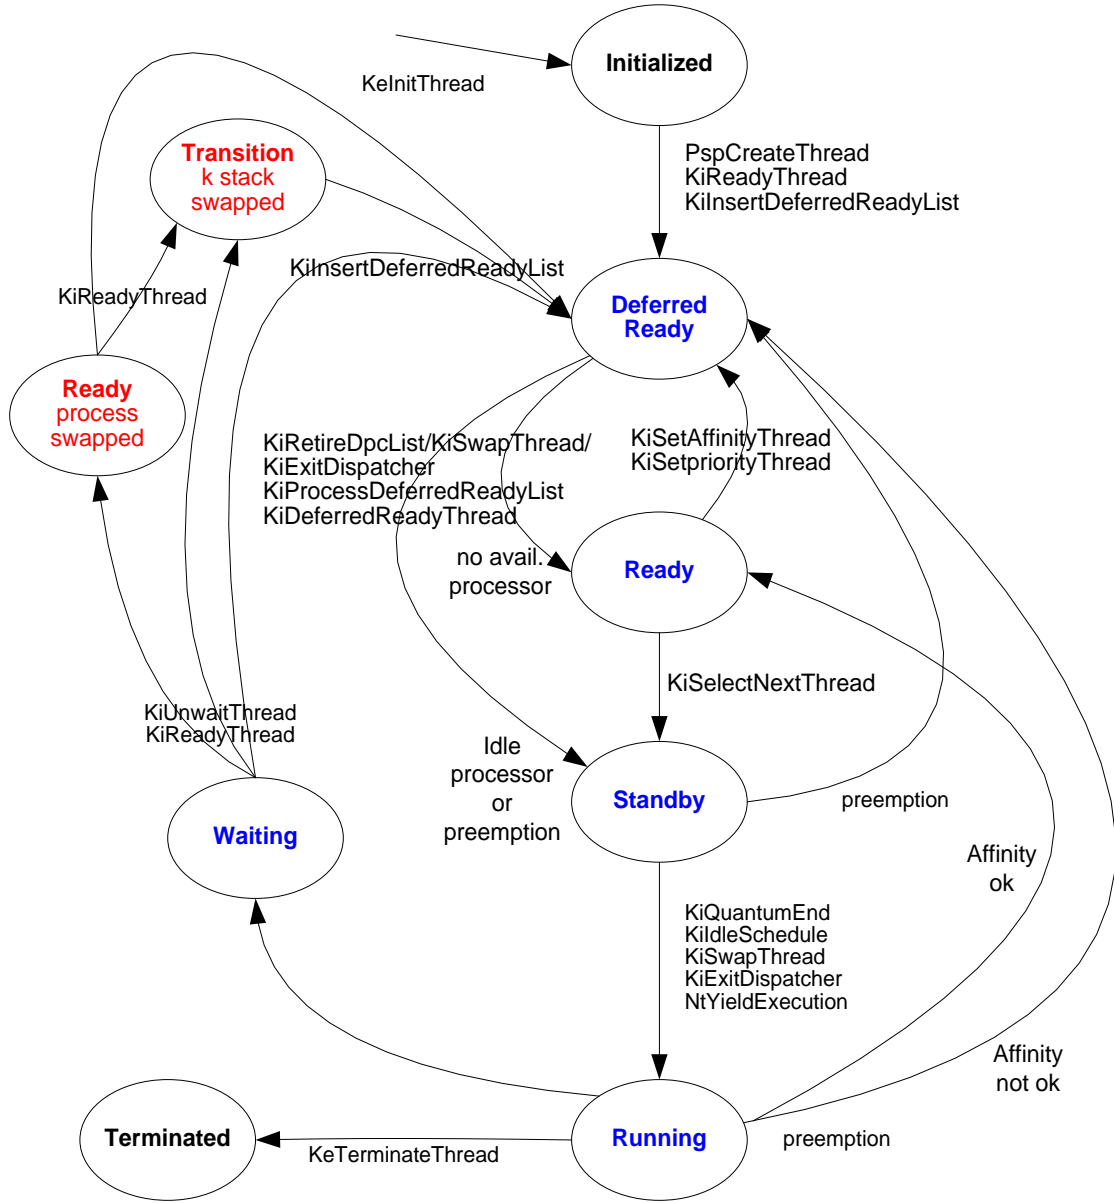 Initialized
KeInitThread
PspCreateThread
KiReadyThread
KiInsertDeferredReadyList
Transition
k stack
swapped
KiInsertDeferredReadyList
KiReadyThread
Deferred
Ready
Ready
process
swapped
KiRetireDpcList/KiSwapThread/
KiExitDispatcher
KiProcessDeferredReadyList
KiDeferredReadyThread
KiSetAffinityThread
KiSetpriorityThread
no avail.
processor
Ready
KiSelectNextThread
KiUnwaitThread
KiReadyThread
Idle
processor
or
preemption
Standby
preemption
Waiting
Affinity
ok
KiQuantumEnd
KiIdleSchedule
KiSwapThread
KiExitDispatcher
NtYieldExecution
Affinity
not ok
Terminated
KeTerminateThread
Running
preemption